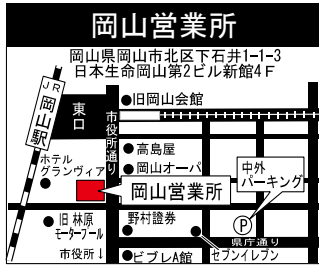 岡山営業所
岡山県岡山市北区下石井1-1-3
日本生命岡山第2ビル新館4F
JR
岡山駅
東口
●旧岡山会館
市役所通り
●高島屋
●岡山オーパ
ホテル
グランヴィア
岡山営業所
中外
パーキング
●旧 林原
モータープール
野村證券
P
県庁通り
市役所↓
●ビブレA館
セブンイレブン